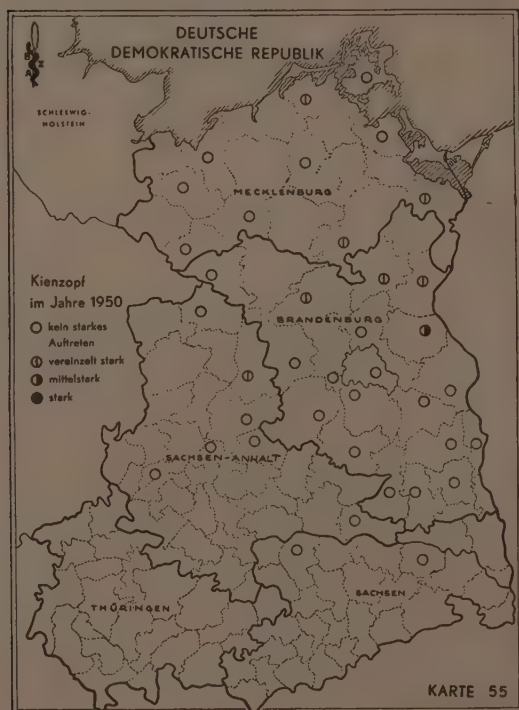 DEUTSCHE
DEMOKRATISCHE REPUBLIK
SCHLESWIG-
HOLSTEIN
MECKLENBURG
Kienzopf
im Jahre 1950
kein starkes
Auftreten
vereinzelt stark
mittelstark
stark
BRANDENBURG
SACHSEN-ANHALT
THÜRINGEN
SACHSEN
KARTE 55